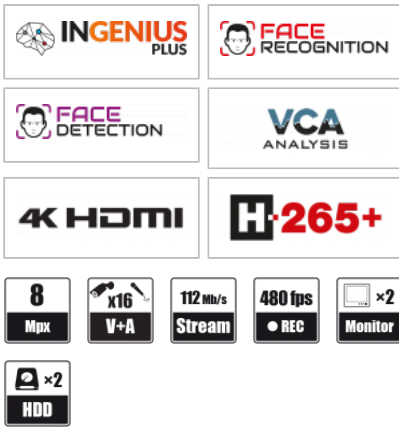 INGENIUS
PLUS
FACE
RECOGNITION
FACE
DETECTION
VCA
ANALYSIS
4K HDMI
H·265+
8
Mpx
x16
V+A
112 Mb/s
Stream
480 fps
REC
×2
Monitor
×2
HDD